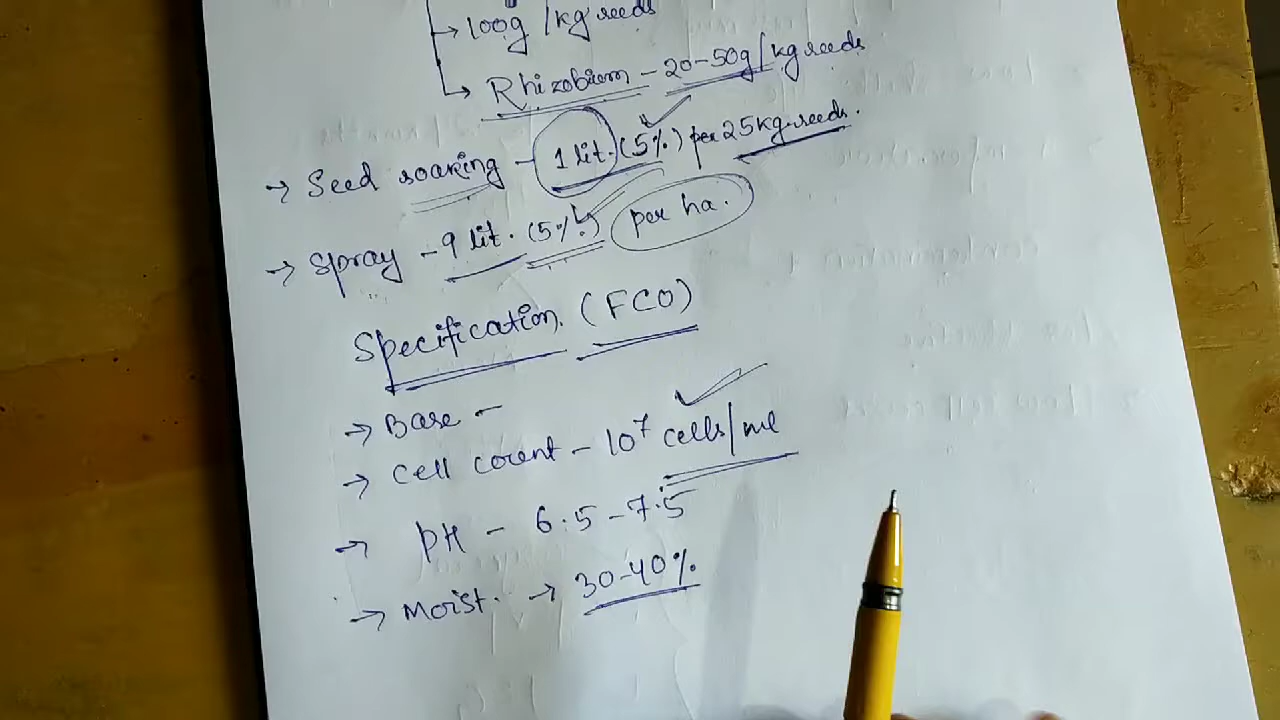 → 100g /kg seeds
→ Rhizobium - 20-50g/kg seeds
→ Seed soaking - 1 lit. (5%) per 25kg seeds.
→ Spray - 9 lit. (5%) per ha.
Specification. (FCO)
→ Base -
→ Cell count - 10⁷ cells/ml
→ pH - 6.5-7.5
→ Moist. → 30-40%